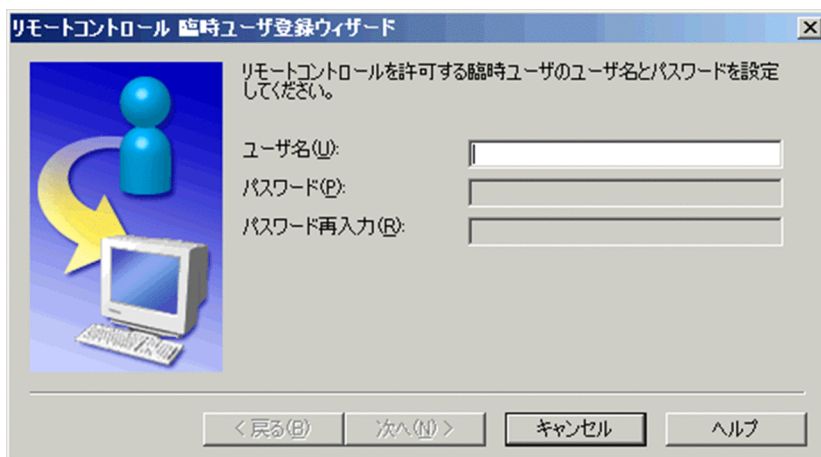 リモートコントロール 臨時ユーザ登録ウィザード
リモートコントロールを許可する臨時ユーザのユーザ名とパスワードを設定
してください。
ユーザ名(U):
パスワード(P):
パスワード再入力(R):
< 戻る(B)
次へ(N) >
キャンセル
ヘルプ